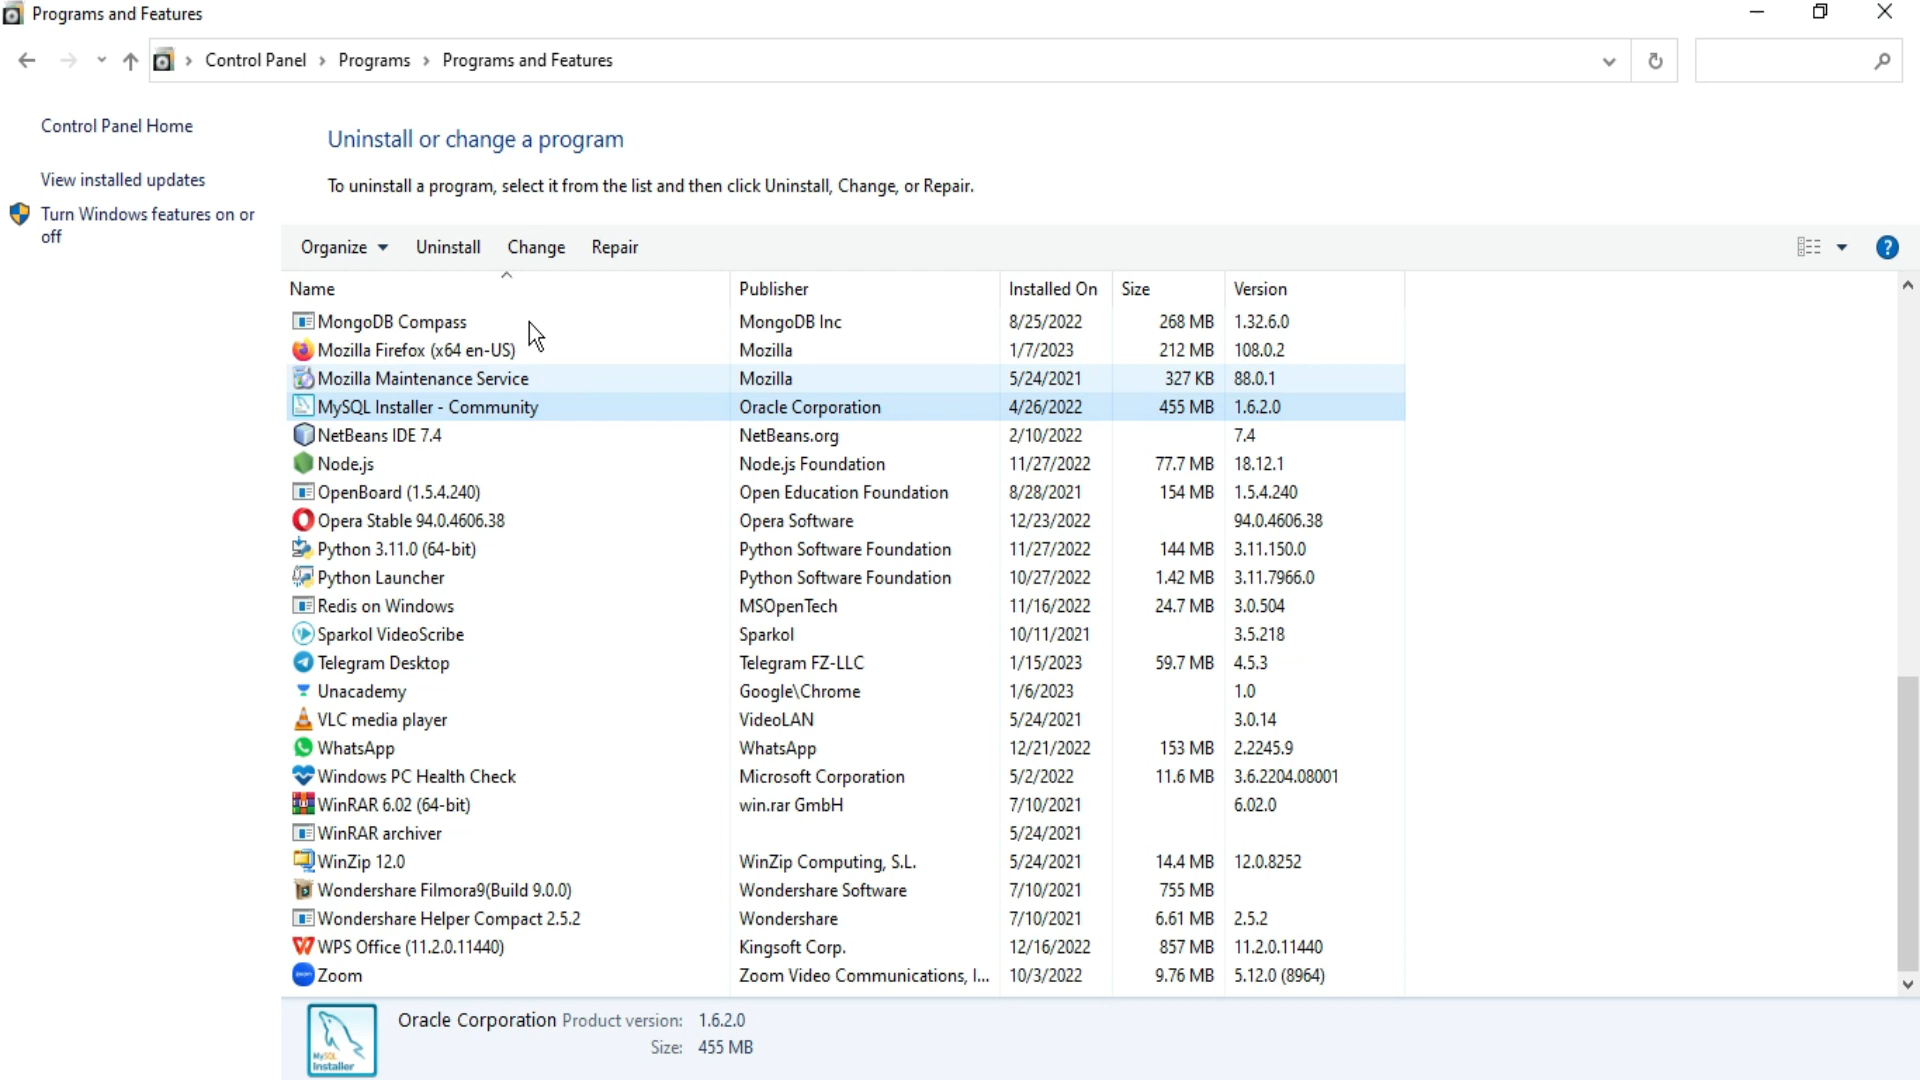 Programs and Features
Control Panel > Programs > Programs and Features
Control Panel Home
View installed updates
Turn Windows features on or
off
Uninstall or change a program
To uninstall a program, select it from the list and then click Uninstall, Change, or Repair.
Organize Uninstall Change Repair
Name Publisher Installed On Size Version
MongoDB Compass MongoDB Inc 8/25/2022 268 MB 1.32.6.0
Mozilla Firefox (x64 en-US) Mozilla 1/7/2023 212 MB 108.0.2
Mozilla Maintenance Service Mozilla 5/24/2021 327 KB 88.0.1
MySQL Installer - Community Oracle Corporation 4/26/2022 455 MB 1.6.2.0
NetBeans IDE 7.4 NetBeans.org 2/10/2022 7.4
Node.js Node.js Foundation 11/27/2022 77.7 MB 18.12.1
OpenBoard (1.5.4.240) Open Education Foundation 8/28/2021 154 MB 1.5.4.240
Opera Stable 94.0.4606.38 Opera Software 12/23/2022 94.0.4606.38
Python 3.11.0 (64-bit) Python Software Foundation 11/27/2022 144 MB 3.11.150.0
Python Launcher Python Software Foundation 10/27/2022 1.42 MB 3.11.7966.0
Redis on Windows MSOpenTech 11/16/2022 24.7 MB 3.0.504
Sparkol VideoScribe Sparkol 10/11/2021 3.5.218
Telegram Desktop Telegram FZ-LLC 1/15/2023 59.7 MB 4.5.3
Unacademy Google\Chrome 1/6/2023 1.0
VLC media player VideoLAN 5/24/2021 3.0.14
WhatsApp WhatsApp 12/21/2022 153 MB 2.2245.9
Windows PC Health Check Microsoft Corporation 5/2/2022 11.6 MB 3.6.2204.08001
WinRAR 6.02 (64-bit) win.rar GmbH 7/10/2021 6.02.0
WinRAR archiver 5/24/2021
WinZip 12.0 WinZip Computing, S.L. 5/24/2021 14.4 MB 12.0.8252
Wondershare Filmora9(Build 9.0.0) Wondershare Software 7/10/2021 755 MB
Wondershare Helper Compact 2.5.2 Wondershare 7/10/2021 6.61 MB 2.5.2
WPS Office (11.2.0.11440) Kingsoft Corp. 12/16/2022 857 MB 11.2.0.11440
Zoom Zoom Video Communications, I... 10/3/2022 9.76 MB 5.12.0 (8964)
Oracle Corporation Product version: 1.6.2.0
Size: 455 MB
MySQL
Installer